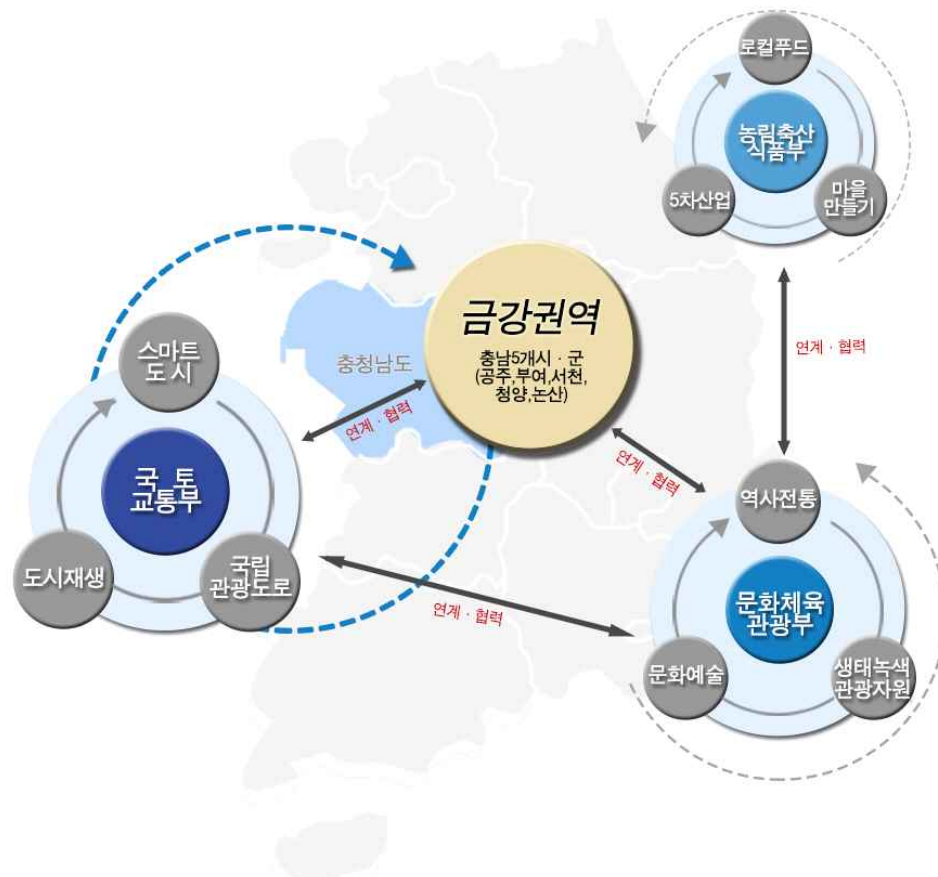 로컬푸드
농림축산
식품부
5차산업
마을
만들기
연계 · 협력
금강권역
충남5개시 · 군
(공주,부여,서천,
청양,논산)
충청남도
연계 · 협력
스마트
도 시
국 토
교통부
도시재생
국립
관광도로
연계 · 협력
연계 · 협력
역사전통
문화체육
관광부
문화예술
생태녹색
관광자원